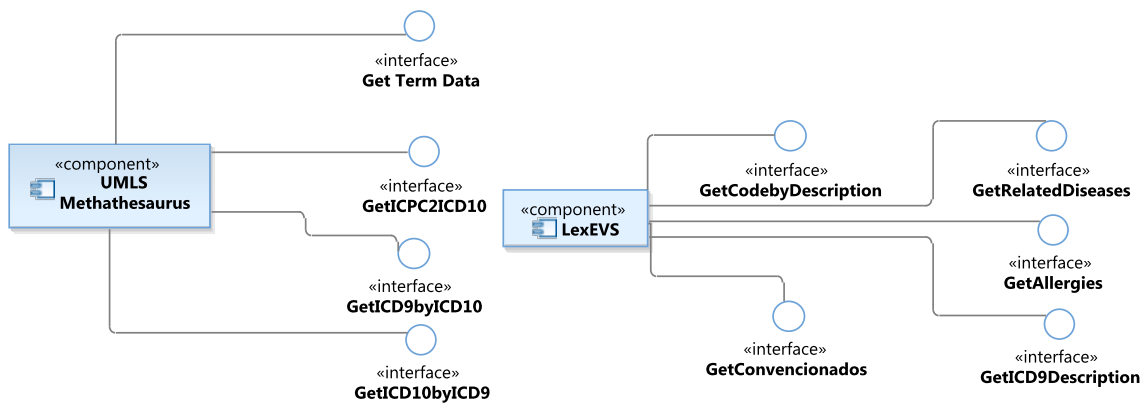 «interface»
Get Term Data
«component»
UMLS
Methathesaurus
«interface»
GetICPC2ICD10
«interface»
GetICD9byICD10
«interface»
GetICD10byICD9
«component»
LexEVS
«interface»
GetCodebyDescription
«interface»
GetRelatedDiseases
«interface»
GetAllergies
«interface»
GetConvencionados
«interface»
GetICD9Description